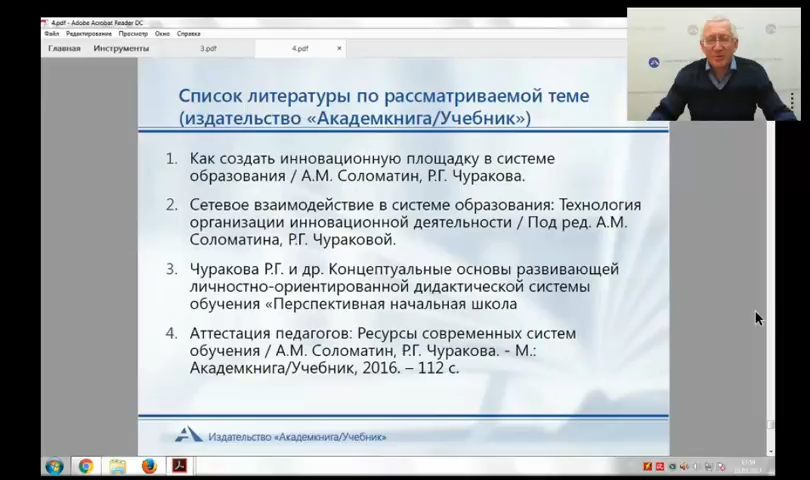 4.pdf - Adobe Acrobat Reader DC
Файл Редактирование Просмотр Окно Справка
Главная Инструменты 3.pdf 4.pdf ×
Список литературы по рассматриваемой теме
(издательство «Академкнига/Учебник»)
1. Как создать инновационную площадку в системе
образования / А.М. Соломатин, Р.Г. Чуракова.
2. Сетевое взаимодействие в системе образования: Технология
организации инновационной деятельности / Под ред. А.М.
Соломатина, Р.Г. Чураковой.
3. Чуракова Р.Г. и др. Концептуальные основы развивающей
личностно-ориентированной дидактической системы
обучения «Перспективная начальная школа
4. Аттестация педагогов: Ресурсы современных систем
обучения / А.М. Соломатин, Р.Г. Чуракова. - М.:
Академкнига/Учебник, 2016. – 112 с.
Издательство «Академкнига/Учебник»